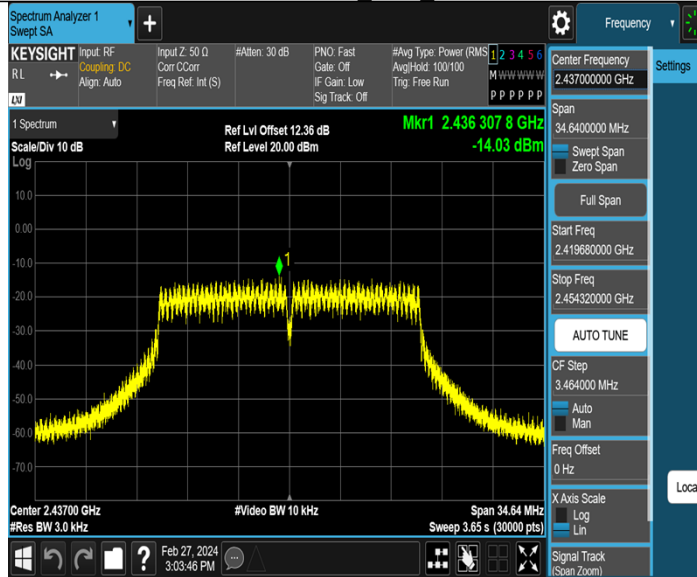 Spectrum Analyzer 1
Swept SA
+
Frequency
KEYSIGHT
RL
LXI
Input: RF
Coupling: DC
Align: Auto
Input Z: 50 Ω
Corr CCorr
Freq Ref: Int (S)
#Atten: 30 dB
PNO: Fast
Gate: Off
IF Gain: Low
Sig Track: Off
#Avg Type: Power (RMS
Avg|Hold: 100/100
Trig: Free Run
1 2 3 4 5 6
M W W W W W
P P P P P P
Settings
1 Spectrum
Scale/Div 10 dB
Log
Ref Lvl Offset 12.36 dB
Ref Level 20.00 dBm
Mkr1 2.436 307 8 GHz
-14.03 dBm
10.0
0.00
-10.0
-20.0
-30.0
-40.0
-50.0
-60.0
-70.0
1
Center 2.43700 GHz
#Res BW 3.0 kHz
#Video BW 10 kHz
Span 34.64 MHz
Sweep 3.65 s (30000 pts)
Center Frequency
2.437000000 GHz
Span
34.6400000 MHz
Swept Span
Zero Span
Full Span
Start Freq
2.419680000 GHz
Stop Freq
2.454320000 GHz
AUTO TUNE
CF Step
3.464000 MHz
Auto
Man
Freq Offset
0 Hz
X Axis Scale
Log
Lin
Signal Track
(Span Zoom)
Loca
?
Feb 27, 2024
3:03:46 PM